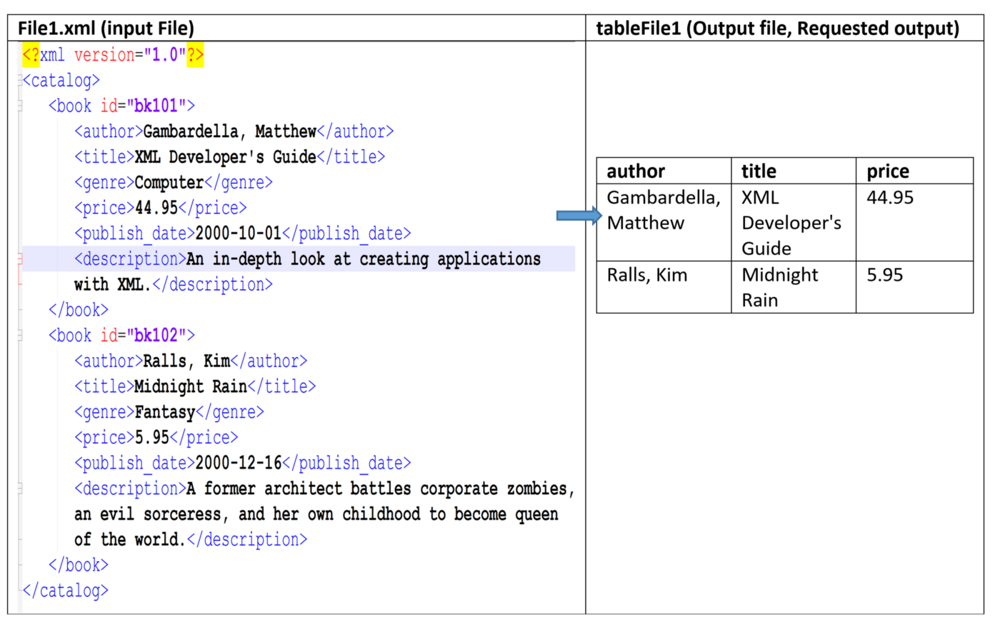 File1.xml (input File)
<?xml version="1.0"?>
<catalog>
<book id="bk101">
<author>Gambardella, Matthew</author>
<title>XML Developer's Guide</title>
<genre>Computer</genre>
<price>44.95</price>
<publish_date>2000-10-01</publish_date>
<description>An in-depth look at creating applications
with XML.</description>
</book>
<book id="bk102">
<author>Ralls, Kim</author>
<title>Midnight Rain</title>
<genre>Fantasy</genre>
<price>5.95</price>
<publish_date>2000-12-16</publish_date>
<description>A former architect battles corporate zombies,
an evil sorceress, and her own childhood to become queen
of the world.</description>
</book>
</catalog>
tableFile1 (Output file, Requested output)
author title price
Gambardella, XML 44.95
Matthew Developer's
Guide
Ralls, Kim Midnight 5.95
Rain